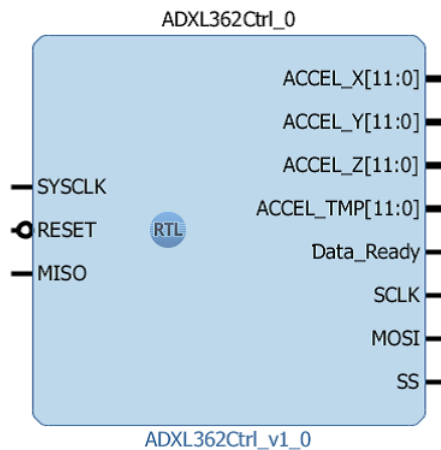 ADXL362Ctrl_0
ACCEL_X[11:0]
ACCEL_Y[11:0]
ACCEL_Z[11:0]
SYSCLK
ACCEL_TMP[11:0]
RESET
RTL
Data_Ready
MISO
SCLK
MOSI
SS
ADXL362Ctrl_v1_0